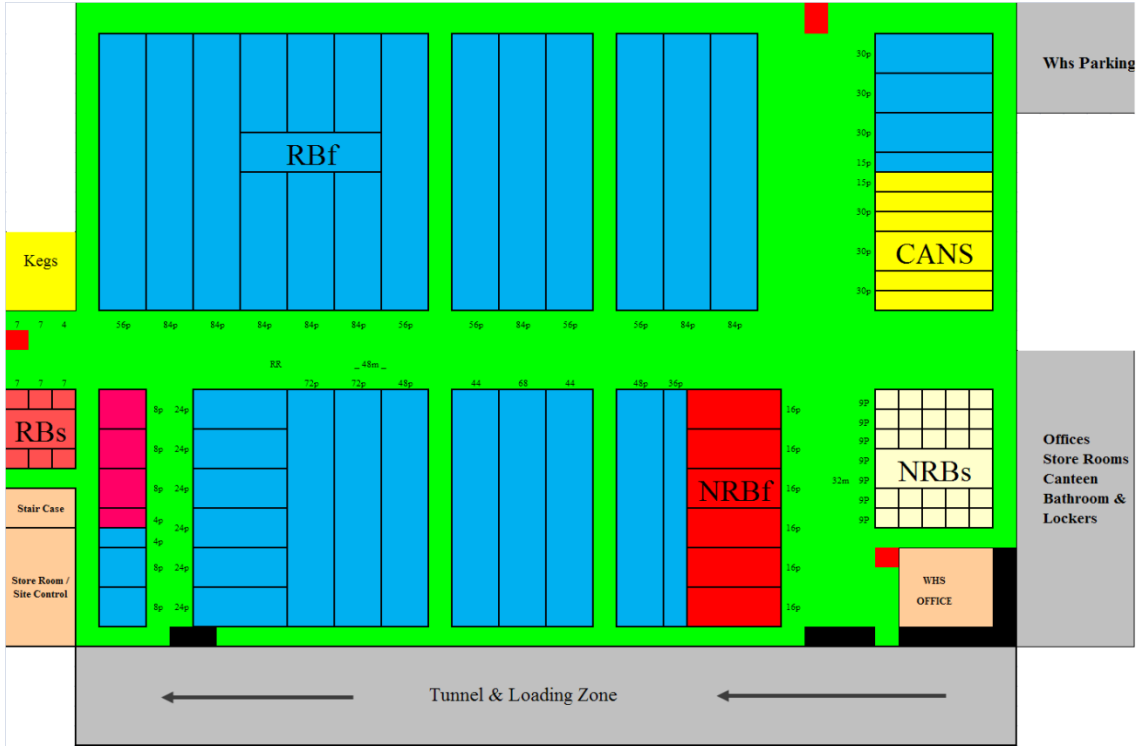 Whs Parking
30p
30p
30p
15p
15p
30p
30p
30p
RBf
CANS
Kegs
7 7 4
56p 84p 84p 84p 84p 84p 56p 56p 84p 56p 56p 84p 84p
RR _ 48m _
7 7 7
72p 72p 48p 44 68 44 48p 36p
RBs
8p 24p
8p 24p
8p 24p
4p 24p
4p
8p 24p
8p 24p
NRBf
16p
16p
16p
16p
16p
16p
52m
9P
9P
9P
9P
9P
9P
9P
NRBs
Offices
Store Rooms
Canteen
Bathroom &
Lockers
Stair Case
Store Room /
Site Control
WHS
OFFICE
Tunnel & Loading Zone